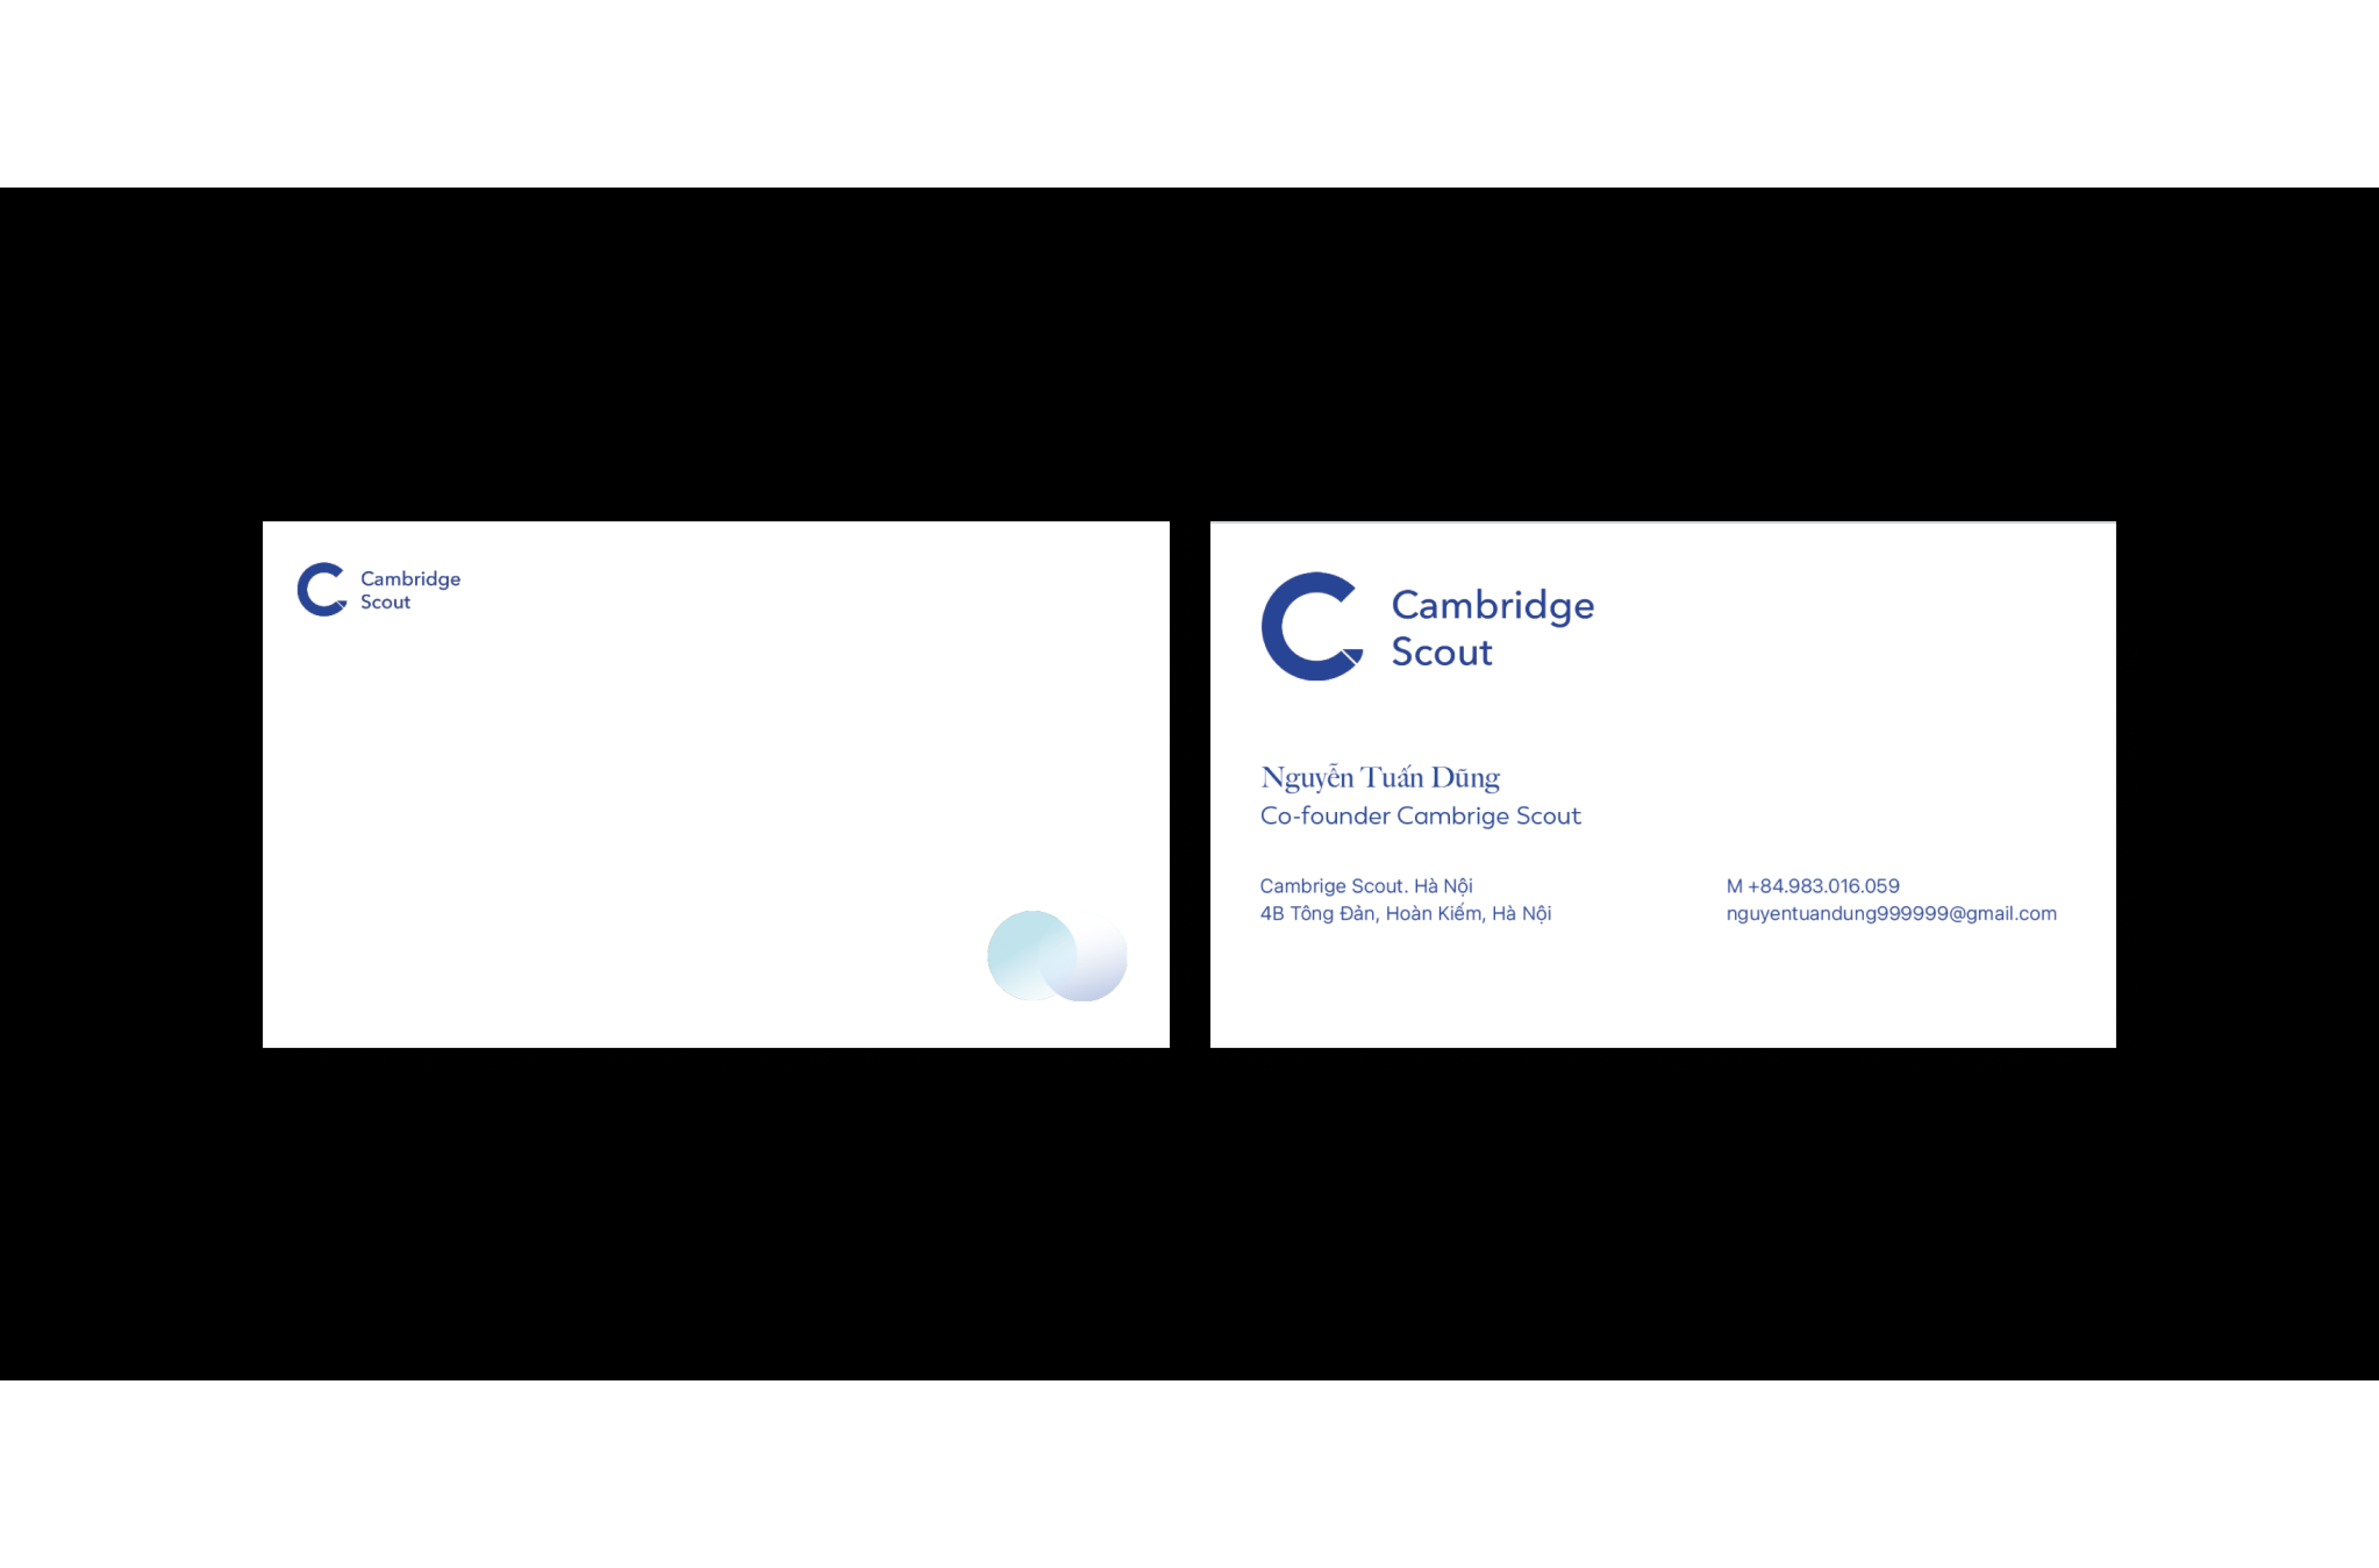 Cambridge
Scout
Cambridge
Scout
Nguyễn Tuấn Dũng
Co-founder Cambrige Scout
Cambrige Scout. Hà Nội
4B Tông Đản, Hoàn Kiếm, Hà Nội
M +84.983.016.059
nguyentuandung999999@gmail.com